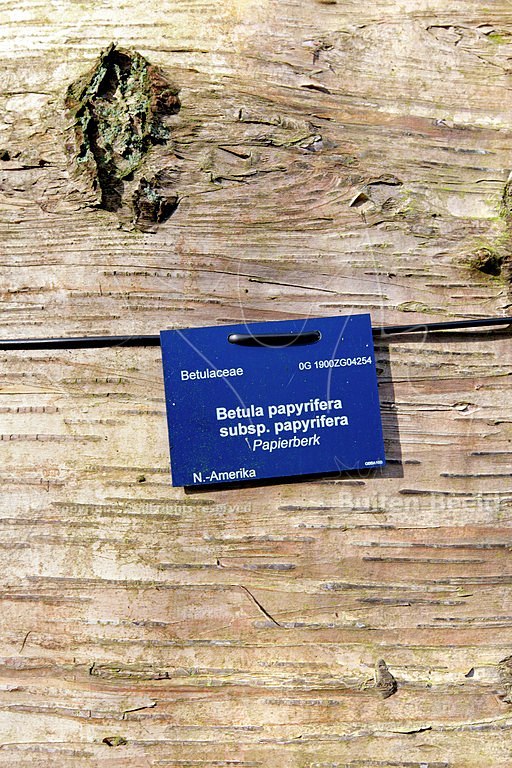 Betulaceae
0G 1900ZG04254
Betula papyrifera
subsp. papyrifera
Papierberk
N.-Amerika